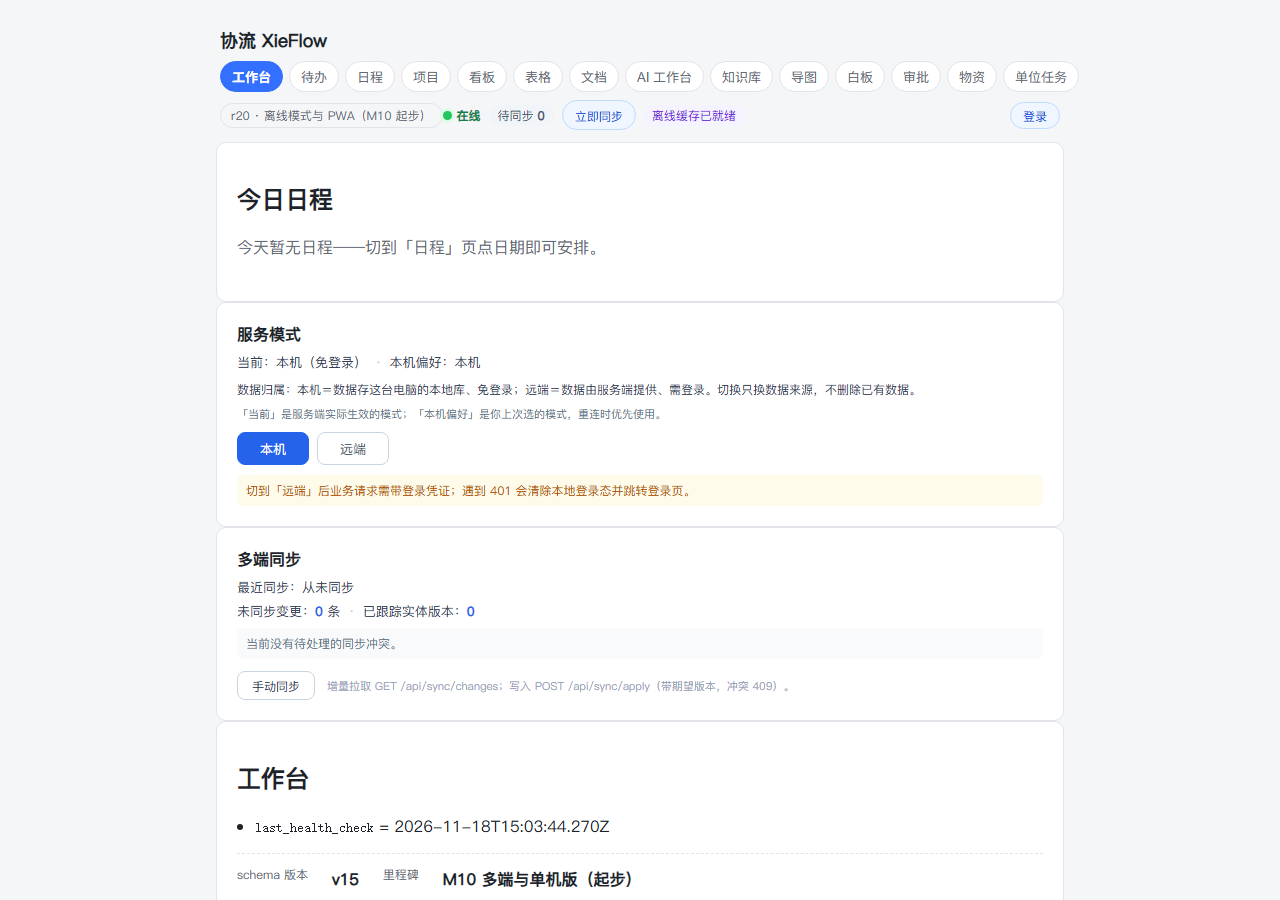 协流 XieFlow
工作台 待办 日程 项目 看板 表格 文档 AI 工作台 知识库 导图 白板 审批 物资 单位任务
r20 · 离线模式与 PWA（M10 起步） 在线 待同步 0 立即同步 离线缓存已就绪 登录
今日日程
今天暂无日程——切到「日程」页点日期即可安排。
服务模式
当前：本机（免登录） · 本机偏好：本机
数据归属：本机＝数据存这台电脑的本地库、免登录；远端＝数据由服务端提供、需登录。切换只换数据来源，不删除已有数据。
「当前」是服务端实际生效的模式；「本机偏好」是你上次选的模式，重连时优先使用。
本机 远端
切到「远端」后业务请求需带登录凭证；遇到 401 会清除本地登录态并跳转登录页。
多端同步
最近同步：从未同步
未同步变更：0 条 · 已跟踪实体版本：0
当前没有待处理的同步冲突。
手动同步 增量拉取 GET /api/sync/changes；写入 POST /api/sync/apply（带期望版本，冲突 409）。
工作台
last_health_check = 2026-11-18T15:03:44.270Z
schema 版本 v15 里程碑 M10 多端与单机版（起步）